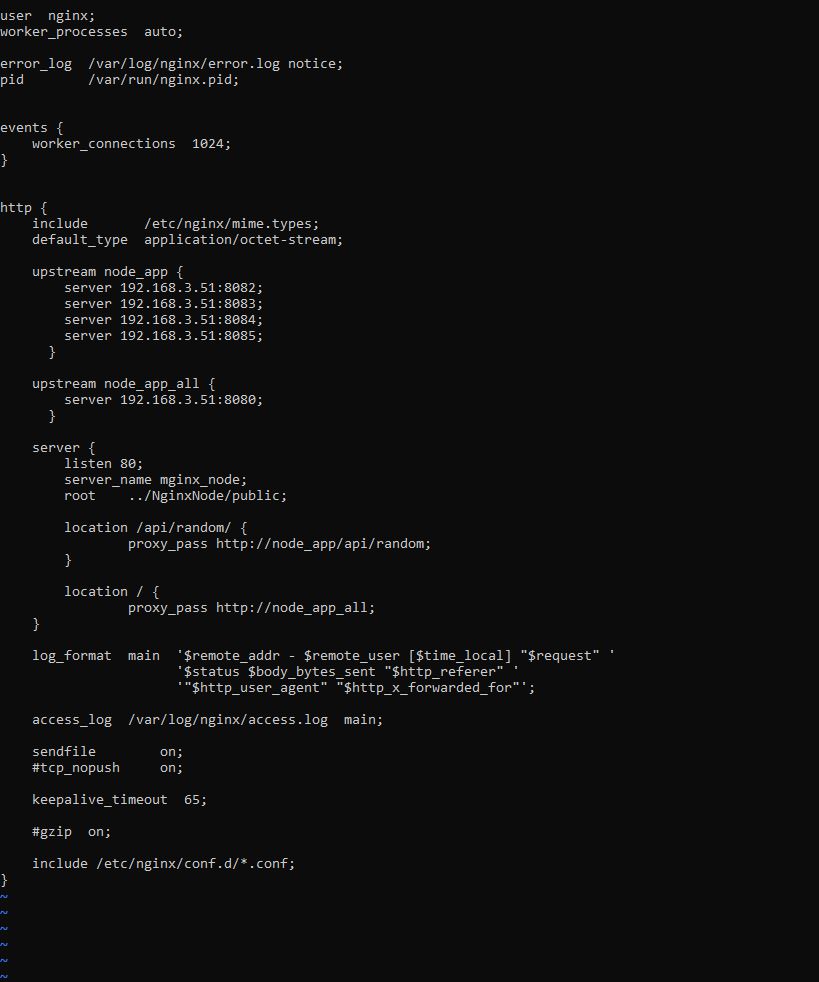 user  nginx;
worker_processes  auto;

error_log  /var/log/nginx/error.log notice;
pid        /var/run/nginx.pid;


events {
    worker_connections  1024;
}


http {
    include       /etc/nginx/mime.types;
    default_type  application/octet-stream;

    upstream node_app {
        server 192.168.3.51:8082;
        server 192.168.3.51:8083;
        server 192.168.3.51:8084;
        server 192.168.3.51:8085;
      }

    upstream node_app_all {
        server 192.168.3.51:8080;
      }

    server {
        listen 80;
        server_name mginx_node;
        root    ../NginxNode/public;

        location /api/random/ {
                proxy_pass http://node_app/api/random;
        }

        location / {
                proxy_pass http://node_app_all;
    }

    log_format  main  '$remote_addr - $remote_user [$time_local] "$request" '
                      '$status $body_bytes_sent "$http_referer" '
                      '"$http_user_agent" "$http_x_forwarded_for"';

    access_log  /var/log/nginx/access.log  main;

    sendfile        on;
    #tcp_nopush     on;

    keepalive_timeout  65;

    #gzip  on;

    include /etc/nginx/conf.d/*.conf;
}
~
~
~
~
~
~